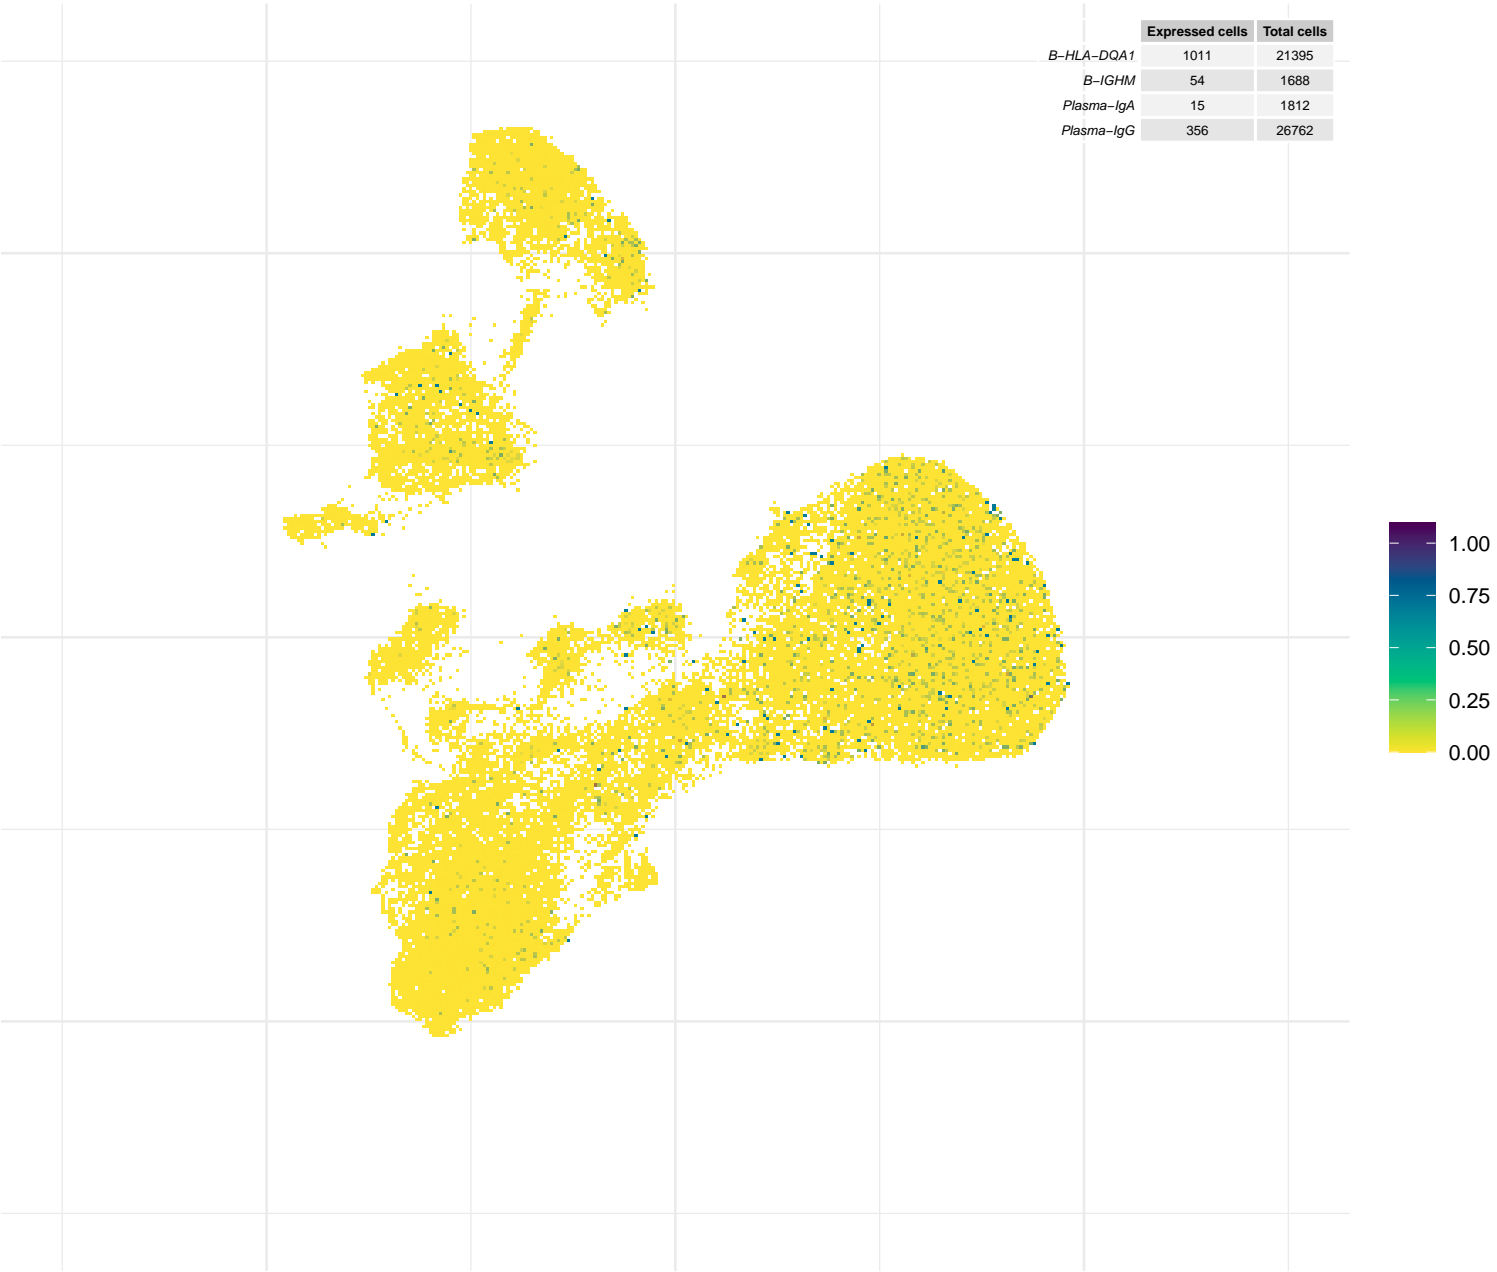 Expressed cells Total cells
B−HLA−DQA1 1011 21395
B−IGHM 54 1688
Plasma−IgA 15 1812
Plasma−IgG 356 26762
1.00
0.75
0.50
0.25
0.00